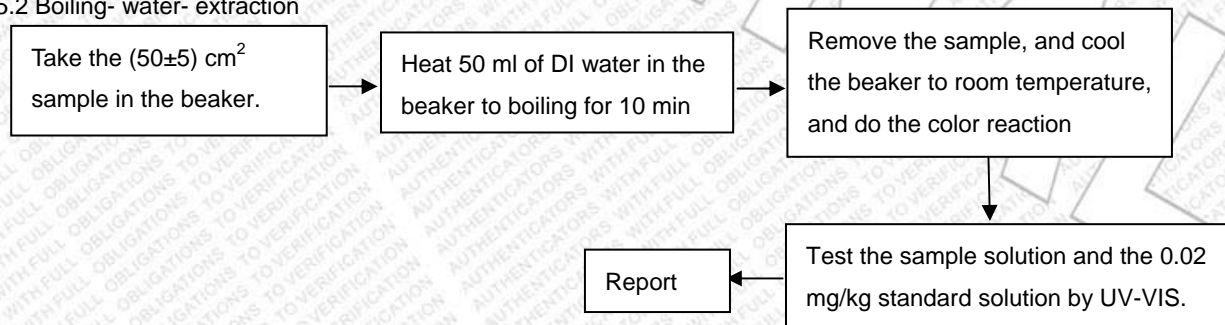 5.2 Boiling- water- extraction
Take the (50±5) cm²
sample in the beaker.
Heat 50 ml of DI water in the
beaker to boiling for 10 min
Remove the sample, and cool
the beaker to room temperature,
and do the color reaction
Test the sample solution and the 0.02
mg/kg standard solution by UV-VIS.
Report